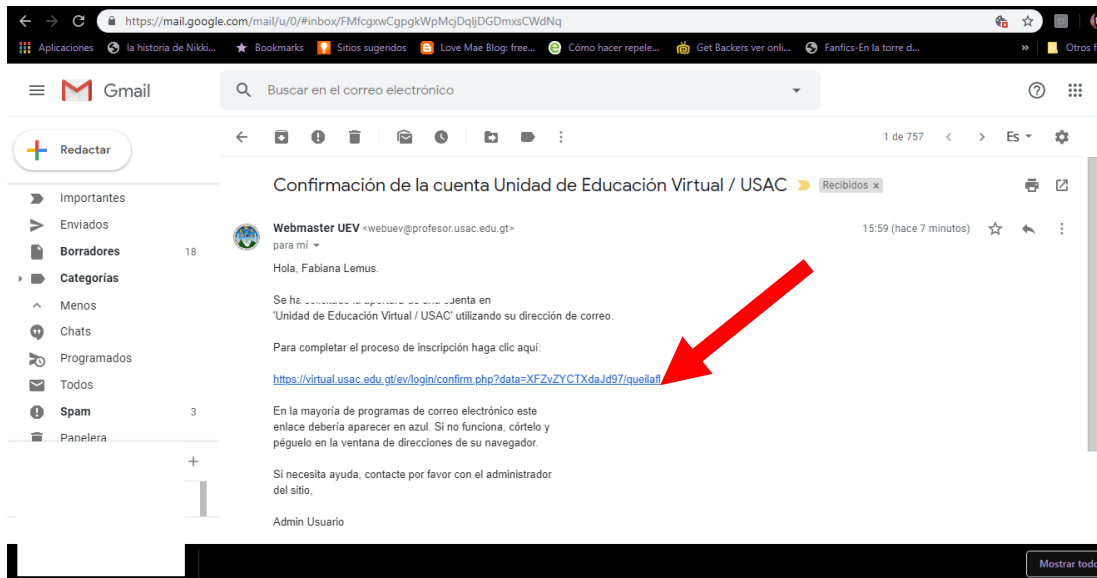 https://mail.google.com/mail/u/0/#inbox/FMfcgxwCgpgkWpMcjDqljDGDmxsCWdNq
Aplicaciones la historia de Nikki... Bookmarks Sitios sugeridos Love Mae Blog: free... Cómo hacer repele... Get Backers ver onli... Fanfics-En la torre d... » Otros f
Gmail Buscar en el correo electrónico
Redactar 1 de 757 Es
Confirmación de la cuenta Unidad de Educación Virtual / USAC Recibidos x
Importantes
Enviados
Borradores 18
Categorías
Menos
Chats
Programados
Todos
Spam 3
Papelera
+
Webmaster UEV <webuev@profesor.usac.edu.gt> 15:59 (hace 7 minutos)
para mí
Hola, Fabiana Lemus.
Se ha cuenta en
'Unidad de Educación Virtual / USAC' utilizando su dirección de correo.
Para completar el proceso de inscripción haga clic aquí:
https://virtual.usac.edu.gt/ev/login/confirm.php?data=XFZvZYCTXdaJd97/queilafl
En la mayoría de programas de correo electrónico este
enlace debería aparecer en azul. Si no funciona, córtelo y
péguelo en la ventana de direcciones de su navegador.
Si necesita ayuda, contacte por favor con el administrador
del sitio,
Admin Usuario
Mostrar todo